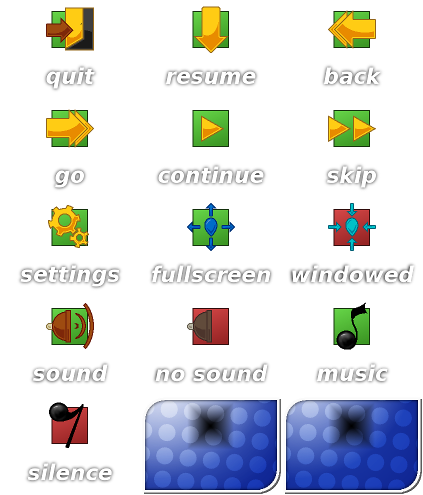 quit
resume
back
go
continue
skip
settings
fullscreen
windowed
sound
no sound
music
silence